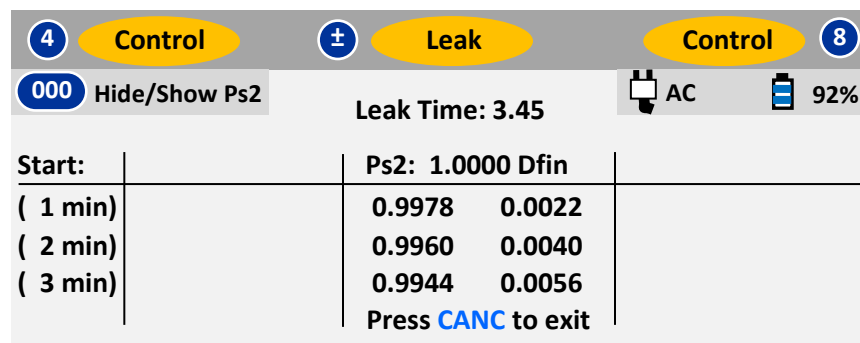 4 Control ± Leak Control 8
000 Hide/Show Ps2 Leak Time: 3.45 AC 92%
Start: Ps2: 1.0000 Dfin
( 1 min) 0.9978 0.0022
( 2 min) 0.9960 0.0040
( 3 min) 0.9944 0.0056
Press CANC to exit